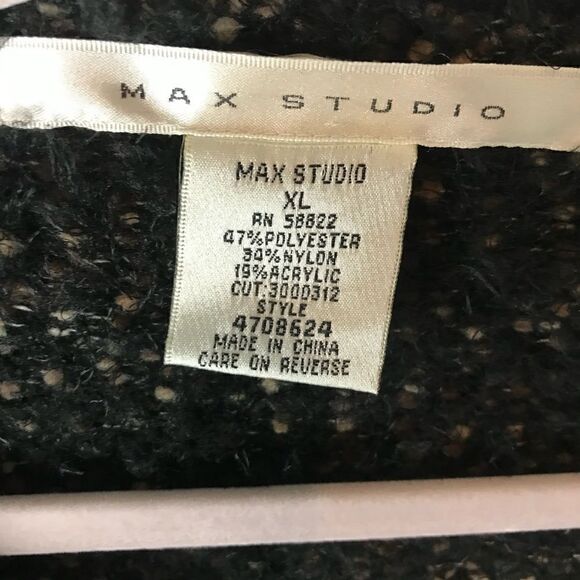 MAX STUDIO
MAX STUDIO
XL
RN 58822
47%POLYESTER
34%NYLON
19%ACRYLIC
CUT:3000312
STYLE
4708624
MADE IN CHINA
CARE ON REVERSE